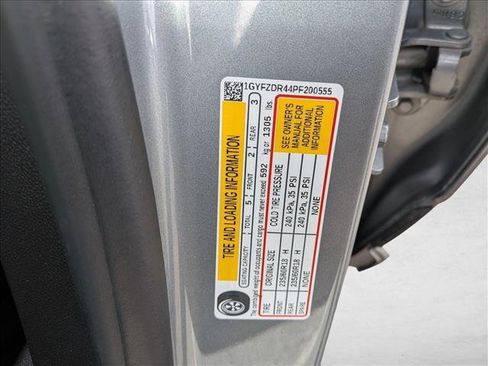 1GYFZDR44PF200555
TIRE AND LOADING INFORMATION
SEATING CAPACITY TOTAL 5 FRONT 2 REAR 3
The combined weight of occupants and cargo must never exceed 592 kg or 1305 lbs.
TIRE ORIGINAL SIZE COLD TIRE PRESSURE
FRONT 235/60R18 H 240 kPa, 35 PSI
REAR 235/60R18 H 240 kPa, 35 PSI
SPARE NONE NONE
SEE OWNER'S
MANUAL FOR
ADDITIONAL
INFORMATION